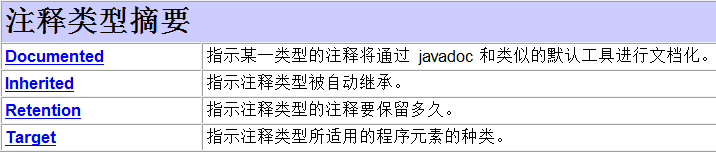 注释类型摘要
Documented 指示某一类型的注释将通过 javadoc 和类似的默认工具进行文档化。
Inherited 指示注释类型被自动继承。
Retention 指示注释类型的注释要保留多久。
Target 指示注释类型所适用的程序元素的种类。